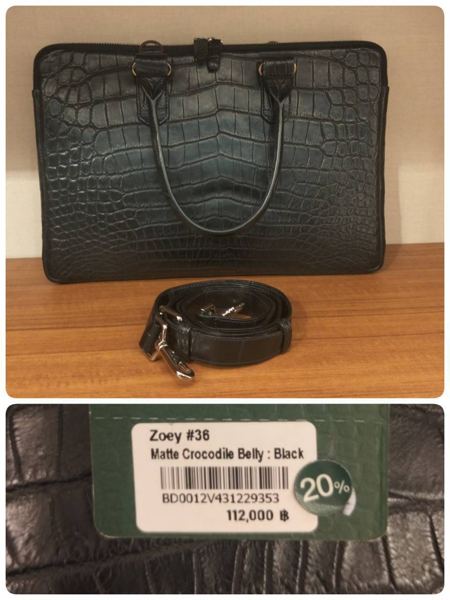 Zoey #36
Matte Crocodile Belly : Black
BD0012V431229353
20%
112,000 ฿